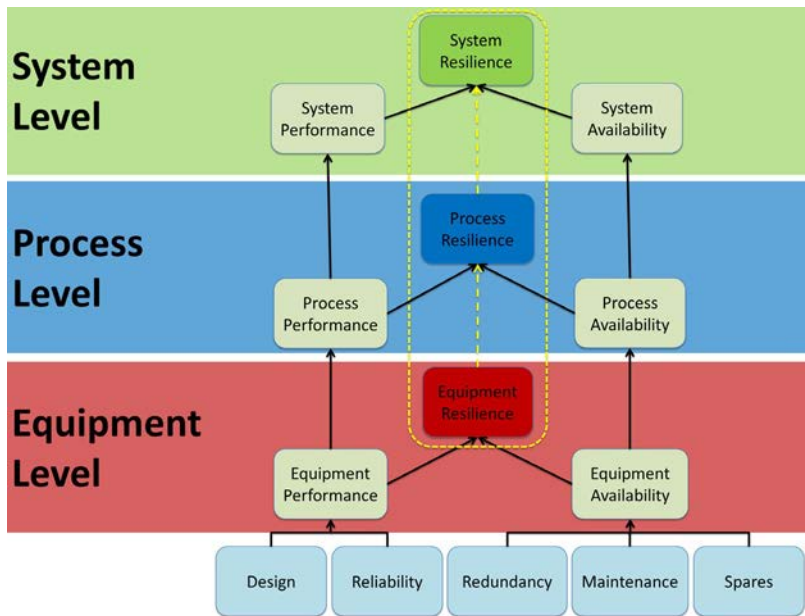 System
Level
System
Resilience
System
Performance
System
Availability
Process
Level
Process
Resilience
Process
Performance
Process
Availability
Equipment
Level
Equipment
Resilience
Equipment
Performance
Equipment
Availability
Design
Reliability
Redundancy
Maintenance
Spares